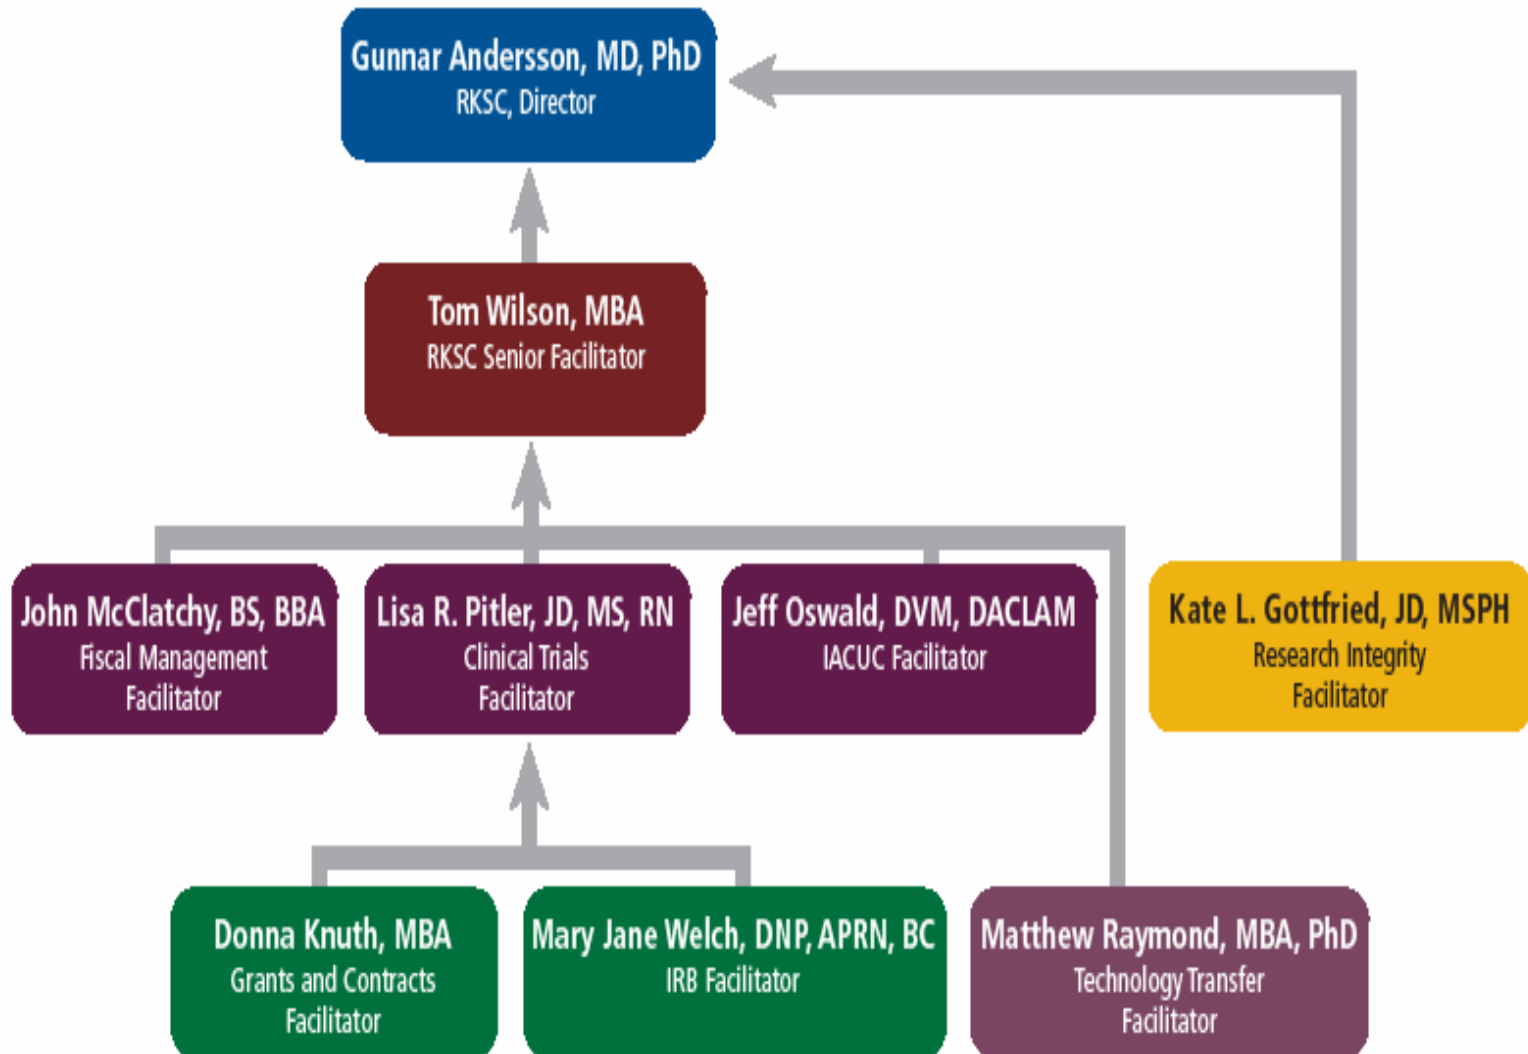 Gunnar Andersson, MD, PhD
RKSC, Director
Tom Wilson, MBA
RKSC Senior Facilitator
John McClatchy, BS, BBA
Fiscal Management
Facilitator
Lisa R. Pitler, JD, MS, RN
Clinical Trials
Facilitator
Jeff Oswald, DVM, DACLAM
IACUC Facilitator
Kate L. Gottfried, JD, MSPH
Research Integrity
Facilitator
Donna Knuth, MBA
Grants and Contracts
Facilitator
Mary Jane Welch, DNP, APRN, BC
IRB Facilitator
Matthew Raymond, MBA, PhD
Technology Transfer
Facilitator